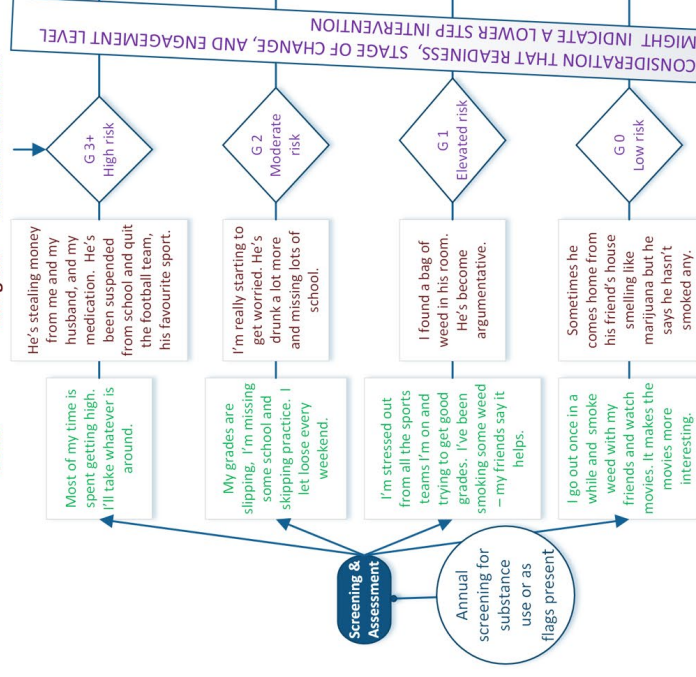 Screening &
Assessment
Annual
screening for
substance
use or as
flags present
Most of my time is
spent getting high.
I'll take whatever is
around.
He's stealing money
from me and my
husband, and my
medication. He's
been suspended
from school and quit
the football team,
his favourite sport.
G 3+
High risk
My grades are
slipping, I'm missing
some school and
skipping practice. I
let loose every
weekend.
I'm really starting to
get worried. He's
drunk a lot more
and missing lots of
school.
G 2
Moderate
risk
I'm stressed out
from all the sports
teams I'm on and
trying to get good
grades. I've been
smoking some weed
– my friends say it
helps.
I found a bag of
weed in his room.
He's become
argumentative.
G 1
Elevated risk
I go out once in a
while and smoke
weed with my
friends and watch
movies. It makes the
movies more
interesting.
Sometimes he
comes home from
his friend's house
smelling like
marijuana but he
says he hasn't
smoked any.
G 0
Low risk
CONSIDERATION THAT READINESS, STAGE OF CHANGE, AND ENGAGEMENT LEVEL
MIGHT INDICATE A LOWER STEP INTERVENTION